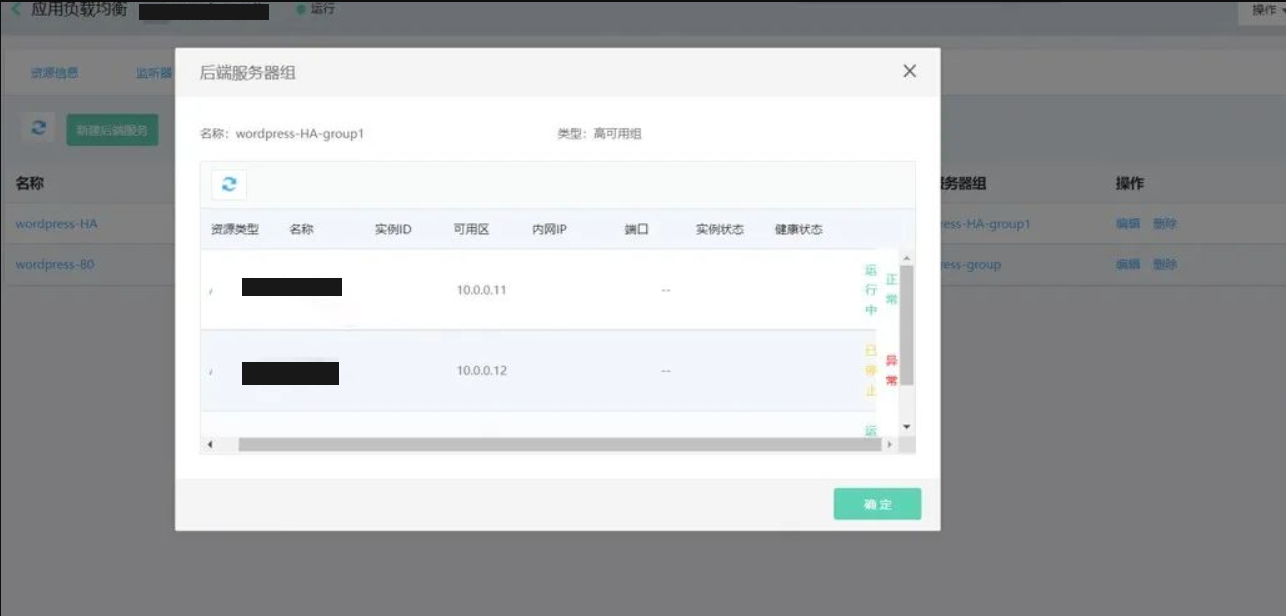 应用负载均衡
运行
操作
资源信息
监听器
新建后端服务
名称
服务器组
操作
wordpress-HA
ress-HA-group1
编辑 删除
wordpress-80
ress-group
编辑 删除
后端服务器组
名称: wordpress-HA-group1
类型: 高可用组
资源类型 名称 实例ID 可用区 内网IP 端口 实例状态 健康状态
10.0.0.11 -- 运行中 正常
10.0.0.12 -- 已停止 异常
运
确定